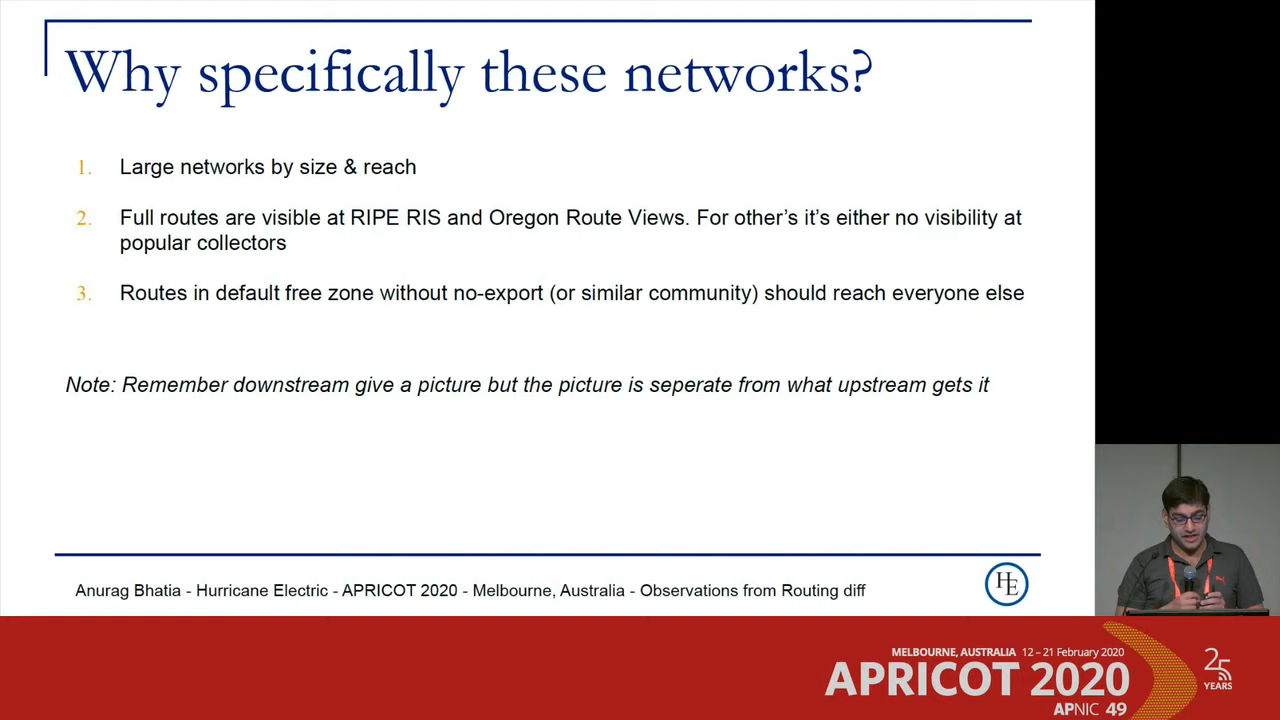 Why specifically these networks?
1. Large networks by size & reach
2. Full routes are visible at RIPE RIS and Oregon Route Views. For other's it's either no visibility at
popular collectors
3. Routes in default free zone without no-export (or similar community) should reach everyone else
Note: Remember downstream give a picture but the picture is seperate from what upstream gets it
Anurag Bhatia - Hurricane Electric - APRICOT 2020 - Melbourne, Australia - Observations from Routing diff
HE
MELBOURNE, AUSTRALIA 12 – 21 February 2020
APRICOT 2020
APNIC 49
25
YEARS